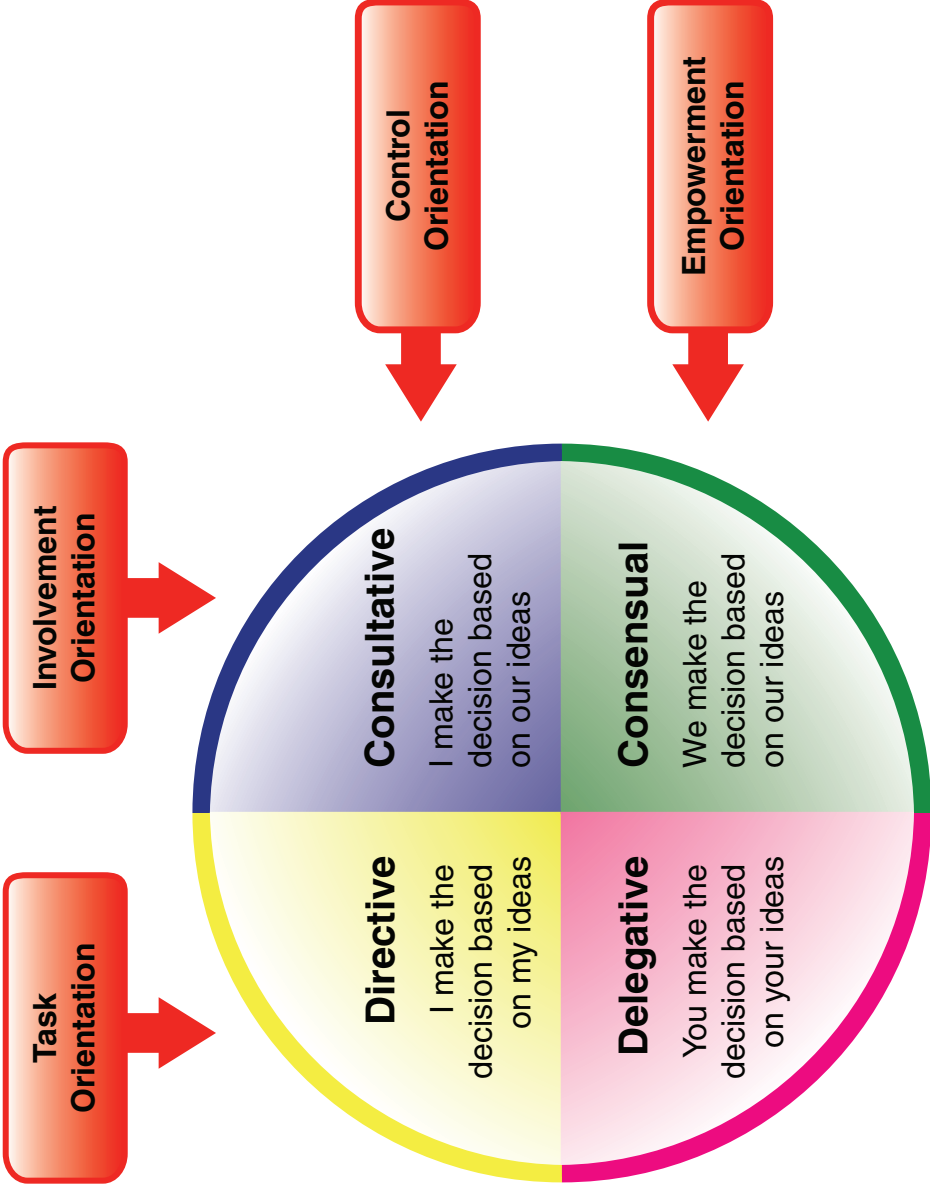 Task
Orientation
Involvement
Orientation
Control
Orientation
Empowerment
Orientation
Directive
I make the
decision based
on my ideas
Consultative
I make the
decision based
on our ideas
Delegative
You make the
decision based
on your ideas
Consensual
We make the
decision based
on our ideas